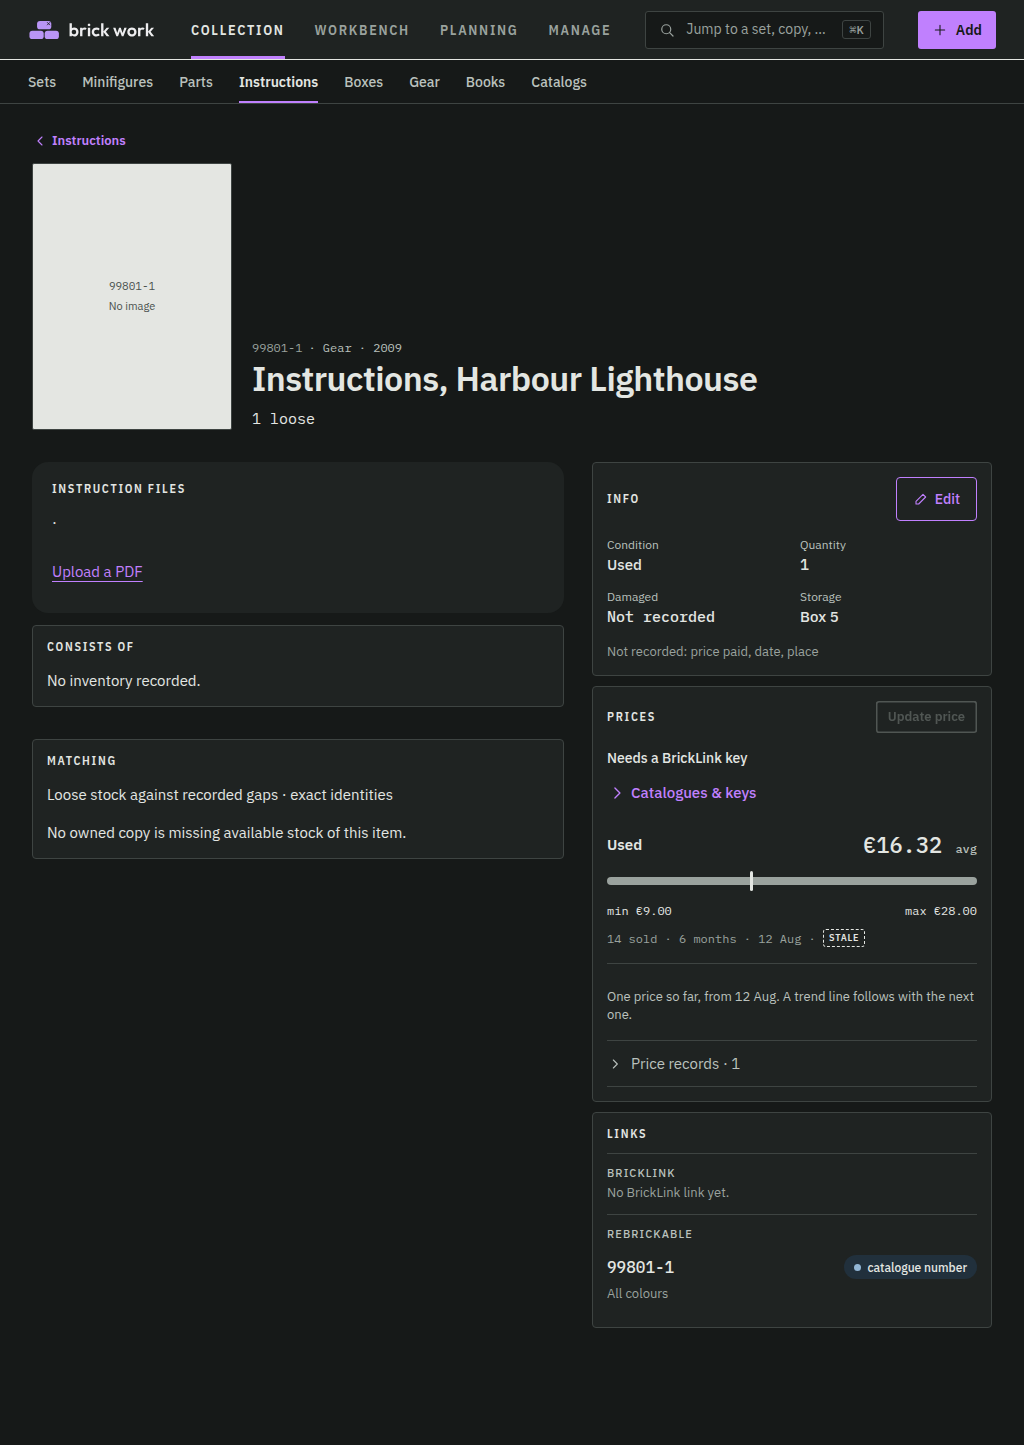 brick work
COLLECTION
WORKBENCH
PLANNING
MANAGE
Jump to a set, copy, ...
⌘K
+ Add
Sets
Minifigures
Parts
Instructions
Boxes
Gear
Books
Catalogs
Instructions
99801-1
No image
99801-1 · Gear · 2009
Instructions, Harbour Lighthouse
1 loose
INSTRUCTION FILES
.
Upload a PDF
CONSISTS OF
No inventory recorded.
MATCHING
Loose stock against recorded gaps · exact identities
No owned copy is missing available stock of this item.
INFO
Edit
Condition
Used
Quantity
1
Damaged
Not recorded
Storage
Box 5
Not recorded: price paid, date, place
PRICES
Update price
Needs a BrickLink key
Catalogues & keys
Used
€16.32 avg
min €9.00
max €28.00
14 sold · 6 months · 12 Aug · STALE
One price so far, from 12 Aug. A trend line follows with the next
one.
Price records · 1
LINKS
BRICKLINK
No BrickLink link yet.
REBRICKABLE
99801-1
catalogue number
All colours